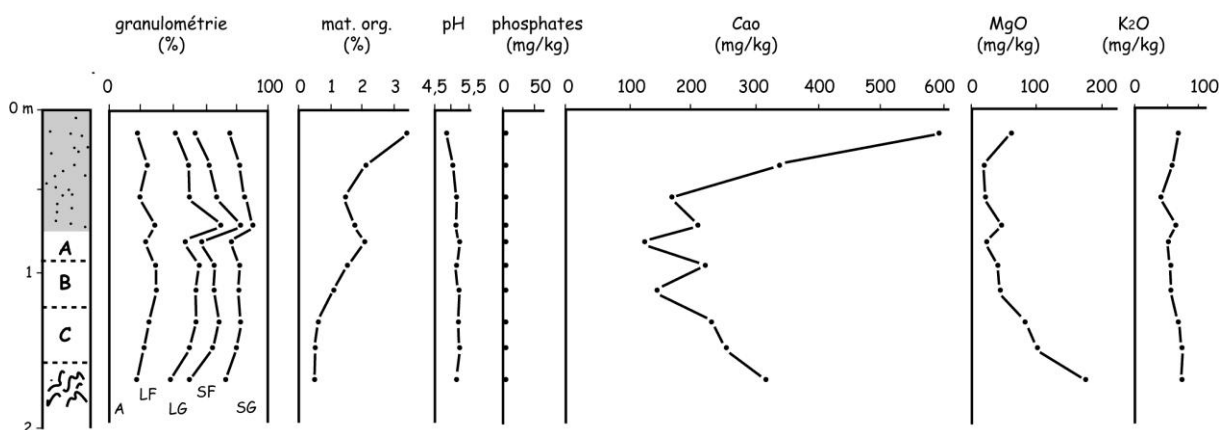 granulométrie mat. org. pH phosphates Cao MgO K2O
(%) (%) (mg/kg) mg/kg) (mg/kg) (mg/kg)
0 100 0 1 2 3 4,5 5,5 0 50 0 100 200 300 400 500 600 0 100 200 0 100
0 m
A
1
B
C
LF SF
A LG SG
2